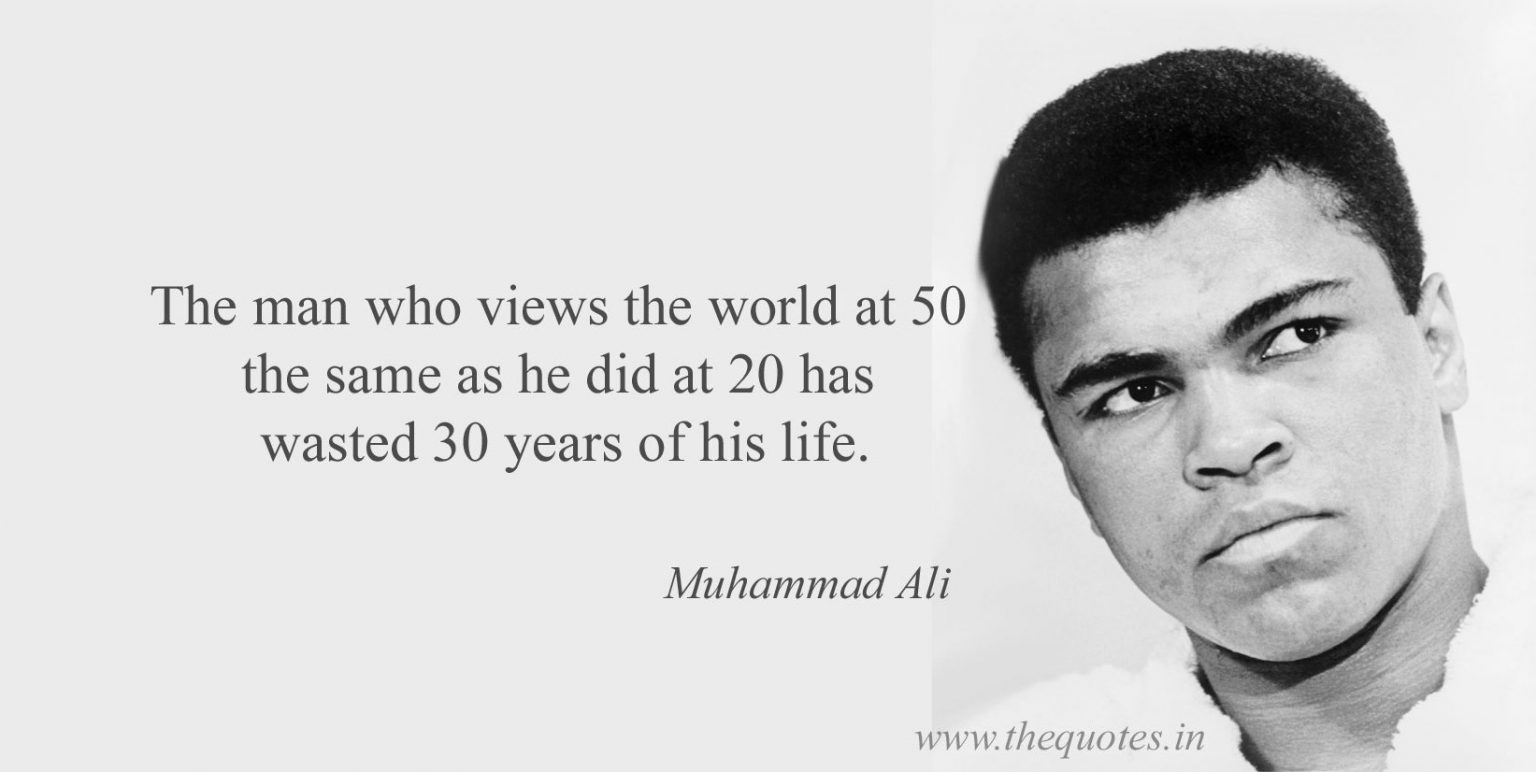 The man who views the world at 50
the same as he did at 20 has
wasted 30 years of his life.
Muhammad Ali
www.thequotes.in